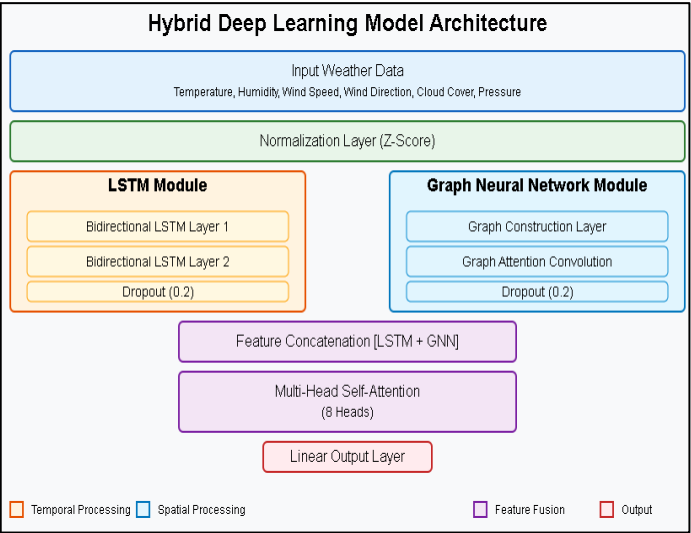 Hybrid Deep Learning Model Architecture
Input Weather Data
Temperature, Humidity, Wind Speed, Wind Direction, Cloud Cover, Pressure
Normalization Layer (Z-Score)
LSTM Module
Bidirectional LSTM Layer 1
Bidirectional LSTM Layer 2
Dropout (0.2)
Graph Neural Network Module
Graph Construction Layer
Graph Attention Convolution
Dropout (0.2)
Feature Concatenation [LSTM + GNN]
Multi-Head Self-Attention
(8 Heads)
Linear Output Layer
Temporal Processing
Spatial Processing
Feature Fusion
Output